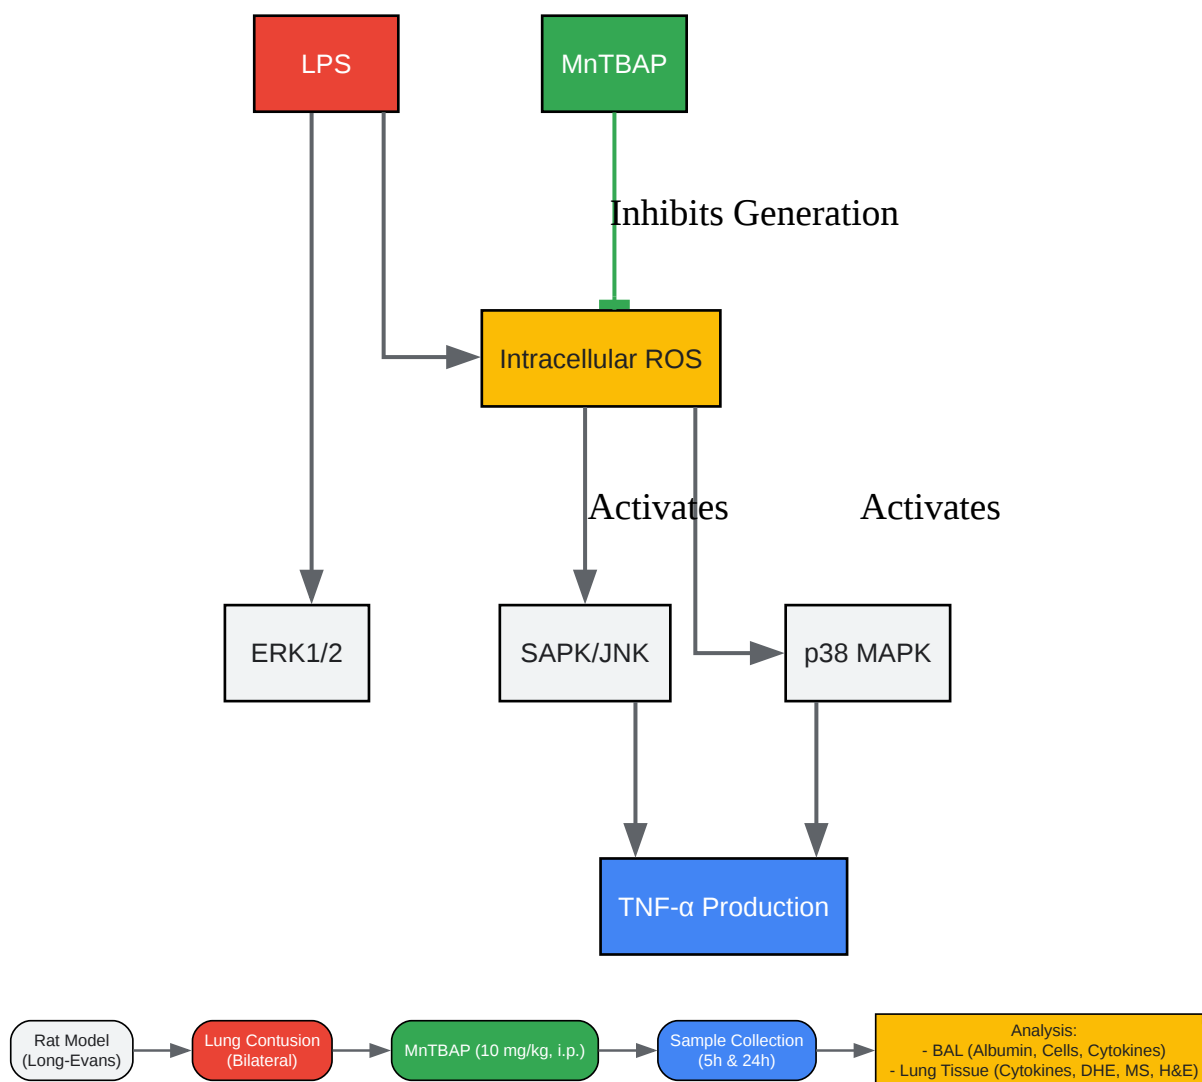 LPS
MnTBAP
Inhibits Generation
Intracellular ROS
Activates
Activates
ERK1/2
SAPK/JNK
p38 MAPK
TNF-α Production
Rat Model
(Long-Evans)
Lung Contusion
(Bilateral)
MnTBAP (10 mg/kg, i.p.)
Sample Collection
(5h & 24h)
Analysis:
- BAL (Albumin, Cells, Cytokines)
- Lung Tissue (Cytokines, DHE, MS, H&E)